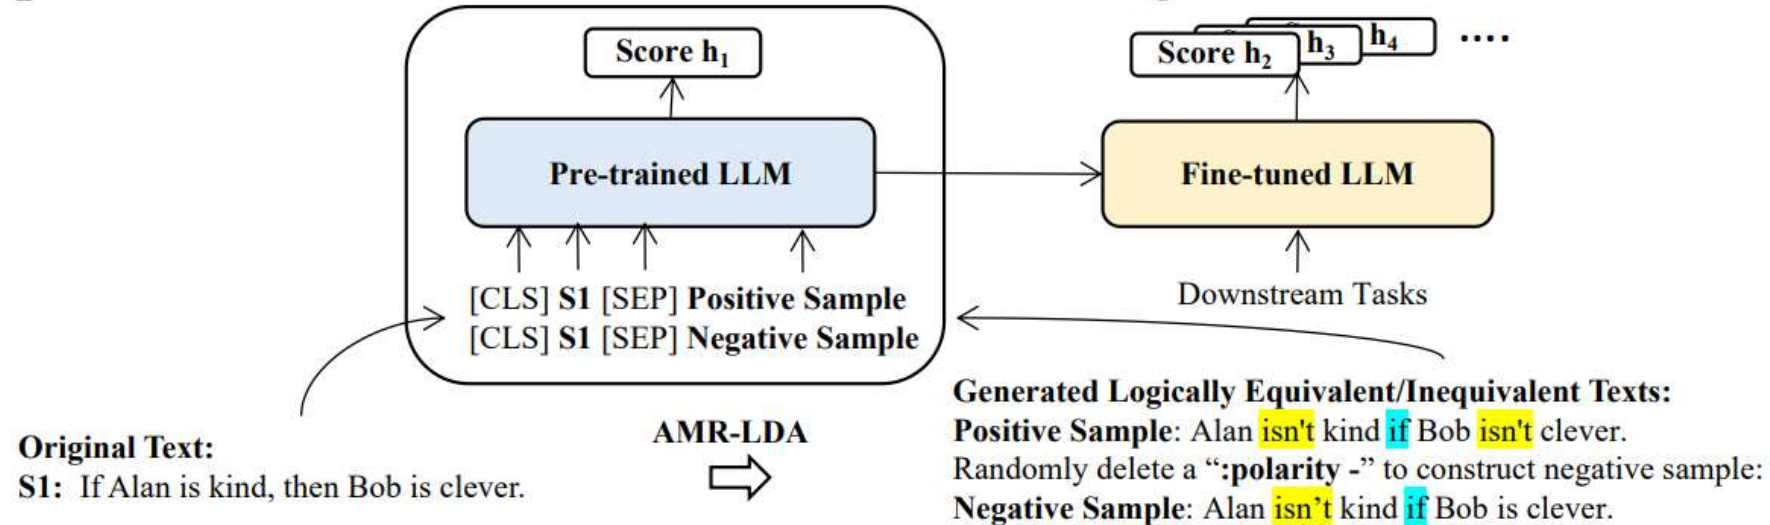 Score h1
Score h2
h3
h4
....
Pre-trained LLM
Fine-tuned LLM
[CLS] S1 [SEP] Positive Sample
[CLS] S1 [SEP] Negative Sample
Downstream Tasks
Original Text:
S1: If Alan is kind, then Bob is clever.
AMR-LDA
Generated Logically Equivalent/Inequivalent Texts:
Positive Sample: Alan isn't kind if Bob isn't clever.
Randomly delete a “:polarity -” to construct negative sample:
Negative Sample: Alan isn’t kind if Bob is clever.